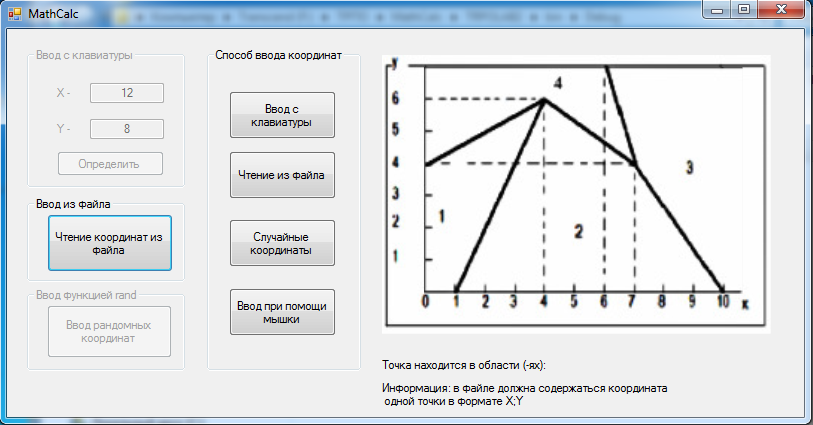 MathCalc
Ввод с клавиатуры
X -
12
Y -
8
Определить
Ввод из файла
Чтение координат из
файла
Ввод функцией rand
Ввод рандомных
координат
Способ ввода координат
Ввод с
клавиатуры
Чтение из файла
Случайные
координаты
Ввод при помощи
мышки
У
6
5
4
3
2
1
0 1 2 3 4 5 6 7 8 9 10 x
4
3
1
2
Точка находится в области (-ях):
Информация: в файле должна содержаться координата
одной точки в формате X;Y